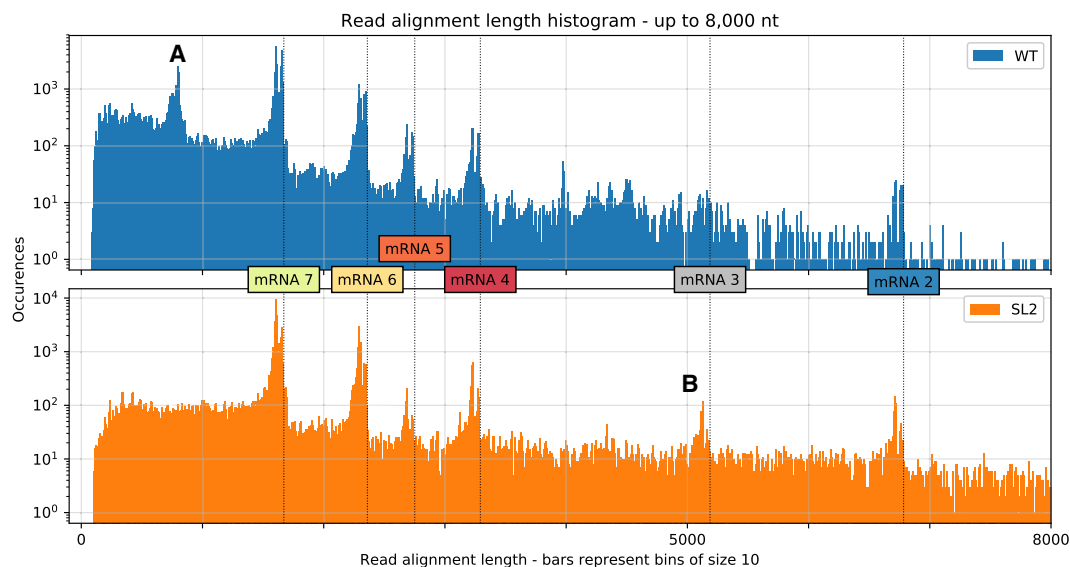 Read alignment length histogram - up to 8,000 nt
A
WT
10³
10²
10¹
10⁰
Occurences
mRNA 5
mRNA 7
mRNA 6
mRNA 4
mRNA 3
mRNA 2
10⁴
SL2
10³
B
10²
10¹
10⁰
0
5000
8000
Read alignment length - bars represent bins of size 10